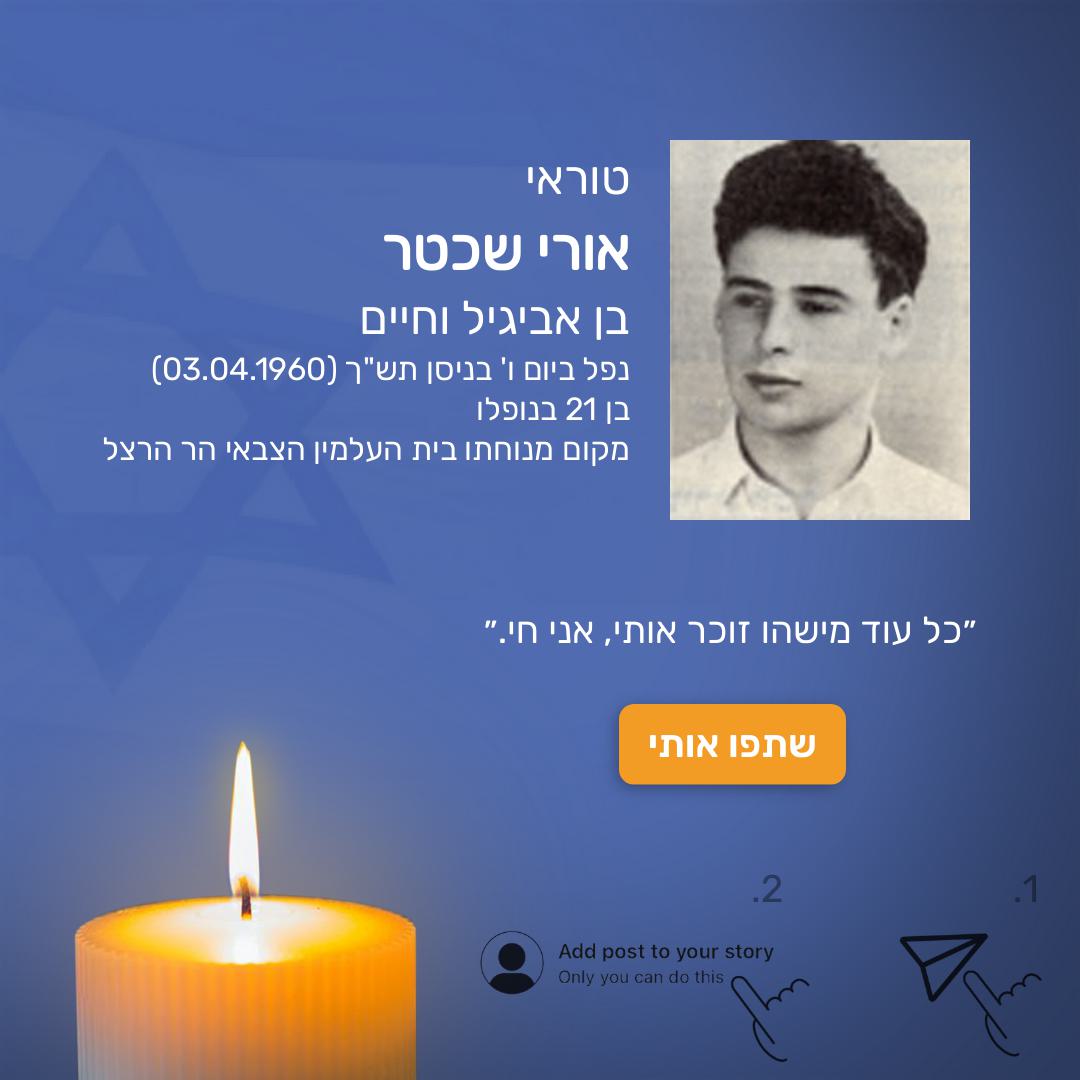 טוראי
אורי שכטר
בן אביגיל וחיים
נפל ביום ו' בניסן תש"ך (03.04.1960)
בן 21 בנופלו
מקום מנוחתו בית העלמין הצבאי הר הרצל
״כל עוד מישהו זוכר אותי, אני חי.״
שתפו אותי
1.
2.
Add post to your story
Only you can do this